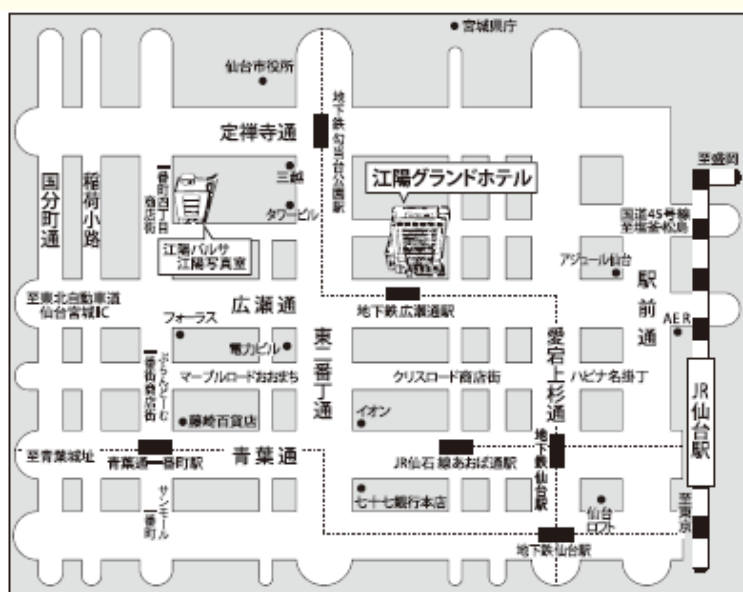 宮城県庁
仙台市役所
地下鉄勾当台公園駅
定禅寺通
至盛岡
三越
江陽グランドホテル
国分町通
稲荷小路
一番町四丁目
商店街
タワービル
国道45号線
至塩釜・松島
江陽パルサ
江陽写真室
アジュール仙台
駅前通
至東北自動車道
仙台宮城IC
広瀬通
地下鉄広瀬通駅
フォーラス
東二番丁通
愛宕上杉通
AER
電力ビル
ぶらんどーむ
一番街商店街
マーブルロードおおまち
クリスロード商店街
ハピナ名掛丁
JR仙台駅
イオン
藤崎百貨店
至青葉城址
青葉通一番町駅
青葉通
JR仙石線あおば通駅
地下鉄仙台駅
サンモール
一番町
七十七銀行本店
仙台
ロフト
至東京
地下鉄仙台駅